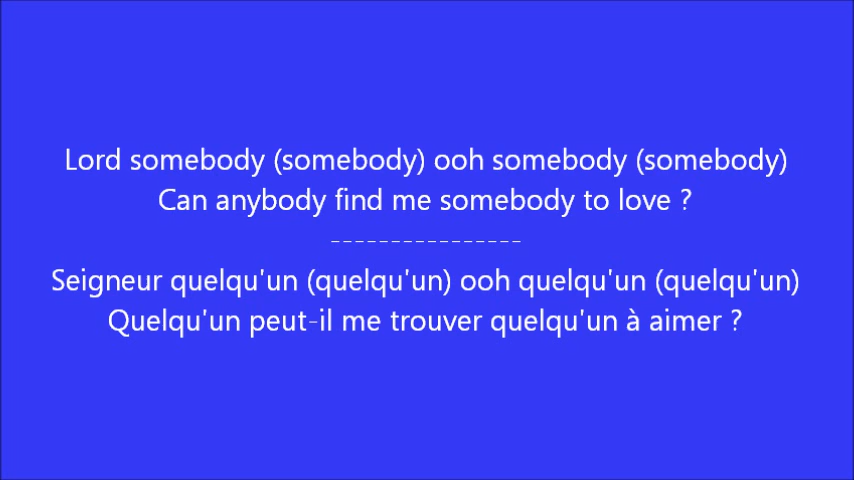 Lord somebody (somebody) ooh somebody (somebody)
Can anybody find me somebody to love ?
----------------
Seigneur quelqu'un (quelqu'un) ooh quelqu'un (quelqu'un)
Quelqu'un peut-il me trouver quelqu'un à aimer ?